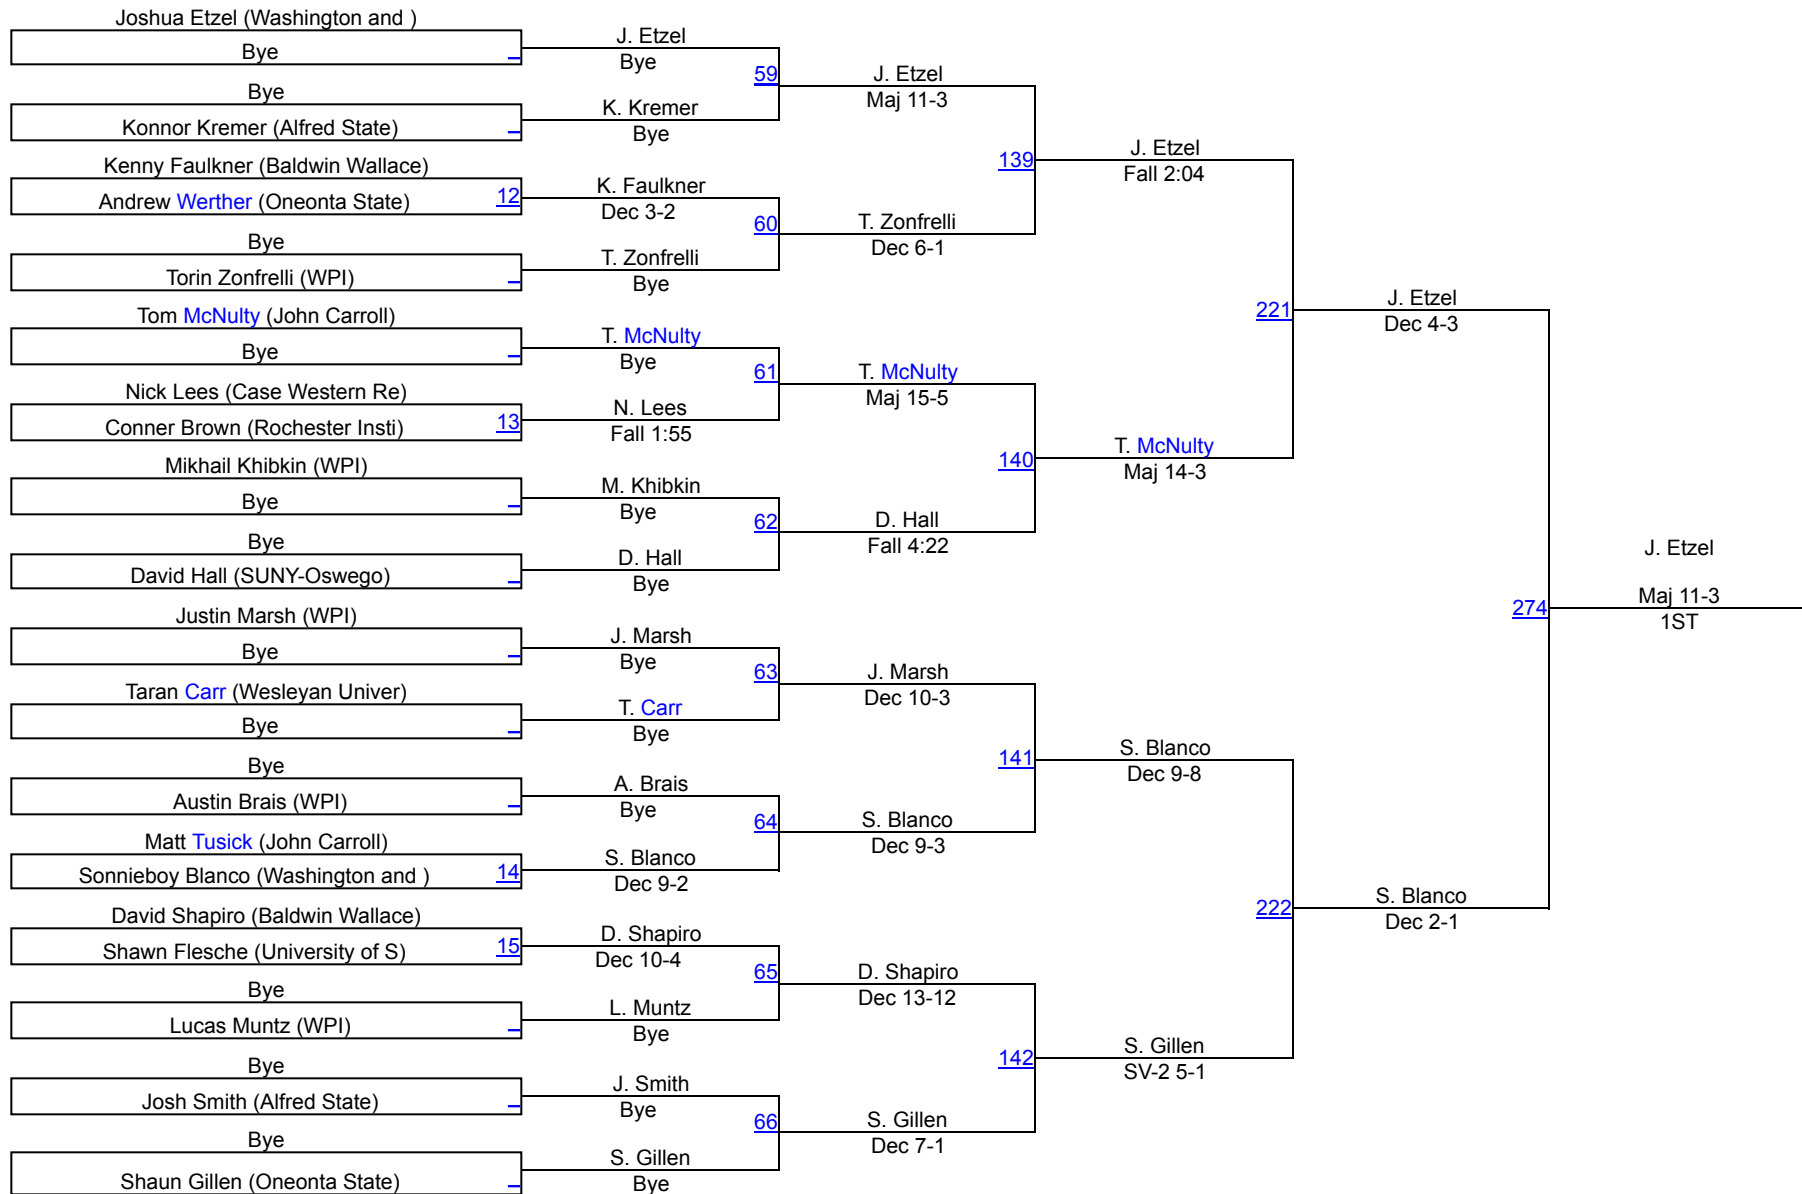 Joshua Etzel (Washington and )
Bye
Bye
Konnor Kremer (Alfred State)
Kenny Faulkner (Baldwin Wallace)
Andrew Werther (Oneonta State) 12
Bye
Torin Zonfrelli (WPI)
Tom McNulty (John Carroll)
Bye
Nick Lees (Case Western Re)
Conner Brown (Rochester Insti) 13
Mikhail Khibkin (WPI)
Bye
Bye
David Hall (SUNY-Oswego)
Justin Marsh (WPI)
Bye
Taran Carr (Wesleyan Univer)
Bye
Bye
Austin Brais (WPI)
Matt Tusick (John Carroll)
Sonnieboy Blanco (Washington and ) 14
David Shapiro (Baldwin Wallace)
Shawn Flesche (University of S) 15
Bye
Lucas Muntz (WPI)
Bye
Josh Smith (Alfred State)
Bye
Shaun Gillen (Oneonta State)
J. Etzel
Bye
59
K. Kremer
Bye
K. Faulkner
Dec 3-2
60
T. Zonfrelli
Bye
T. McNulty
Bye
61
N. Lees
Fall 1:55
M. Khibkin
Bye
62
D. Hall
Bye
J. Marsh
Bye
63
T. Carr
Bye
A. Brais
Bye
64
S. Blanco
Dec 9-2
D. Shapiro
Dec 10-4
65
L. Muntz
Bye
J. Smith
Bye
66
S. Gillen
Bye
J. Etzel
Maj 11-3
139
T. Zonfrelli
Dec 6-1
T. McNulty
Maj 15-5
140
D. Hall
Fall 4:22
J. Marsh
Dec 10-3
141
S. Blanco
Dec 9-3
D. Shapiro
Dec 13-12
142
S. Gillen
Dec 7-1
J. Etzel
Fall 2:04
221
T. McNulty
Maj 14-3
S. Blanco
Dec 9-8
222
S. Gillen
SV-2 5-1
J. Etzel
Dec 4-3
274
S. Blanco
Dec 2-1
J. Etzel
Maj 11-3
1ST